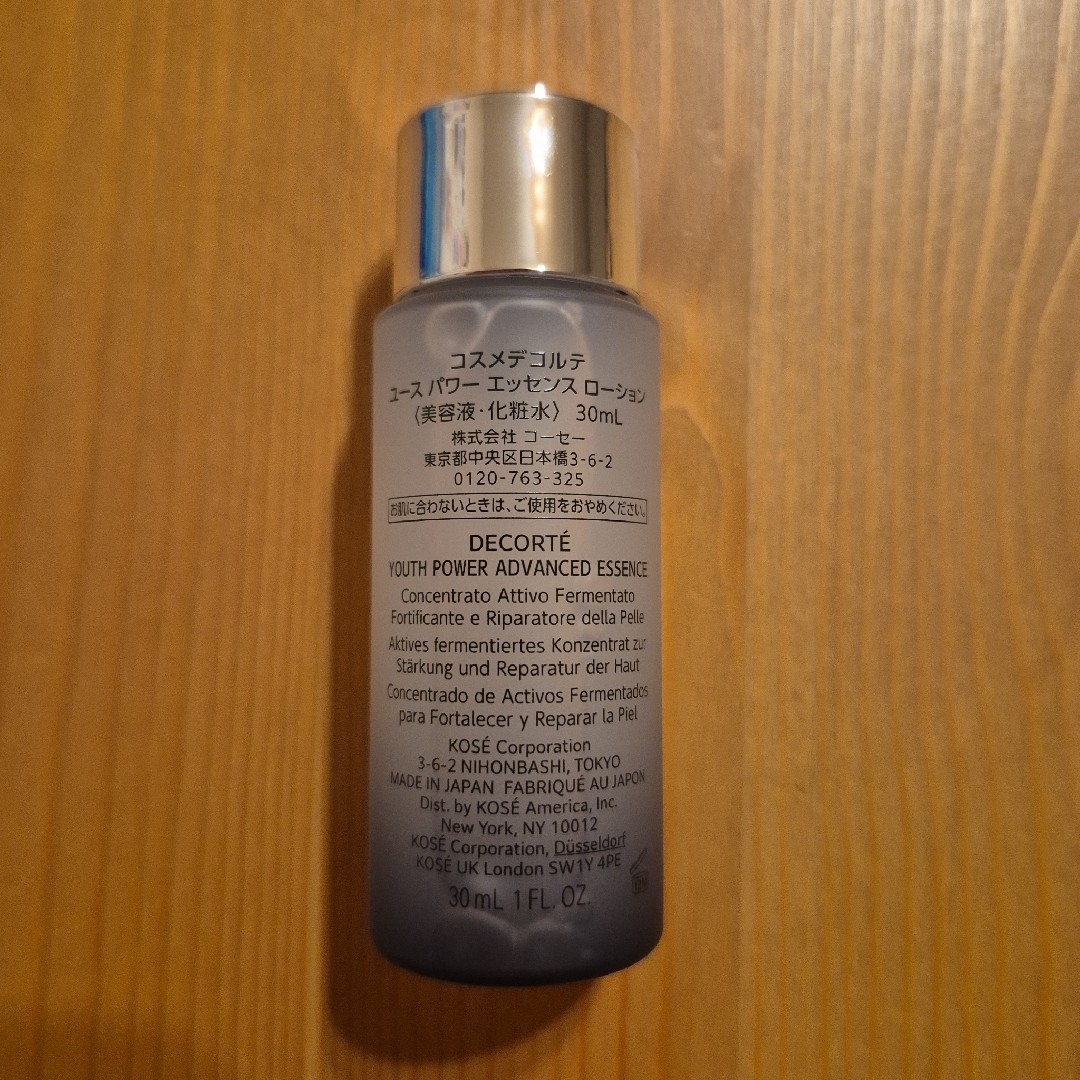 コスメデコルテ
ユース パワー エッセンス ローション
〈美容液・化粧水〉 30mL
株式会社 コーセー
東京都中央区日本橋3-6-2
0120-763-325
お肌に合わないときは、ご使用をおやめください。
DECORTÉ
YOUTH POWER ADVANCED ESSENCE
Concentrato Attivo Fermentato
Fortificante e Riparatore della Pelle
Aktives fermentiertes Konzentrat zur
Stärkung und Reparatur der Haut
Concentrado de Activos Fermentados
para Fortalecer y Reparar la Piel
KOSÉ Corporation
3-6-2 NIHONBASHI, TOKYO
MADE IN JAPAN FABRIQUÉ AU JAPON
Dist. by KOSÉ America, Inc.
New York, NY 10012
KOSÉ Corporation, Düsseldorf
KOSÉ UK London SW1Y 4PE
30 mL 1 FL. OZ.